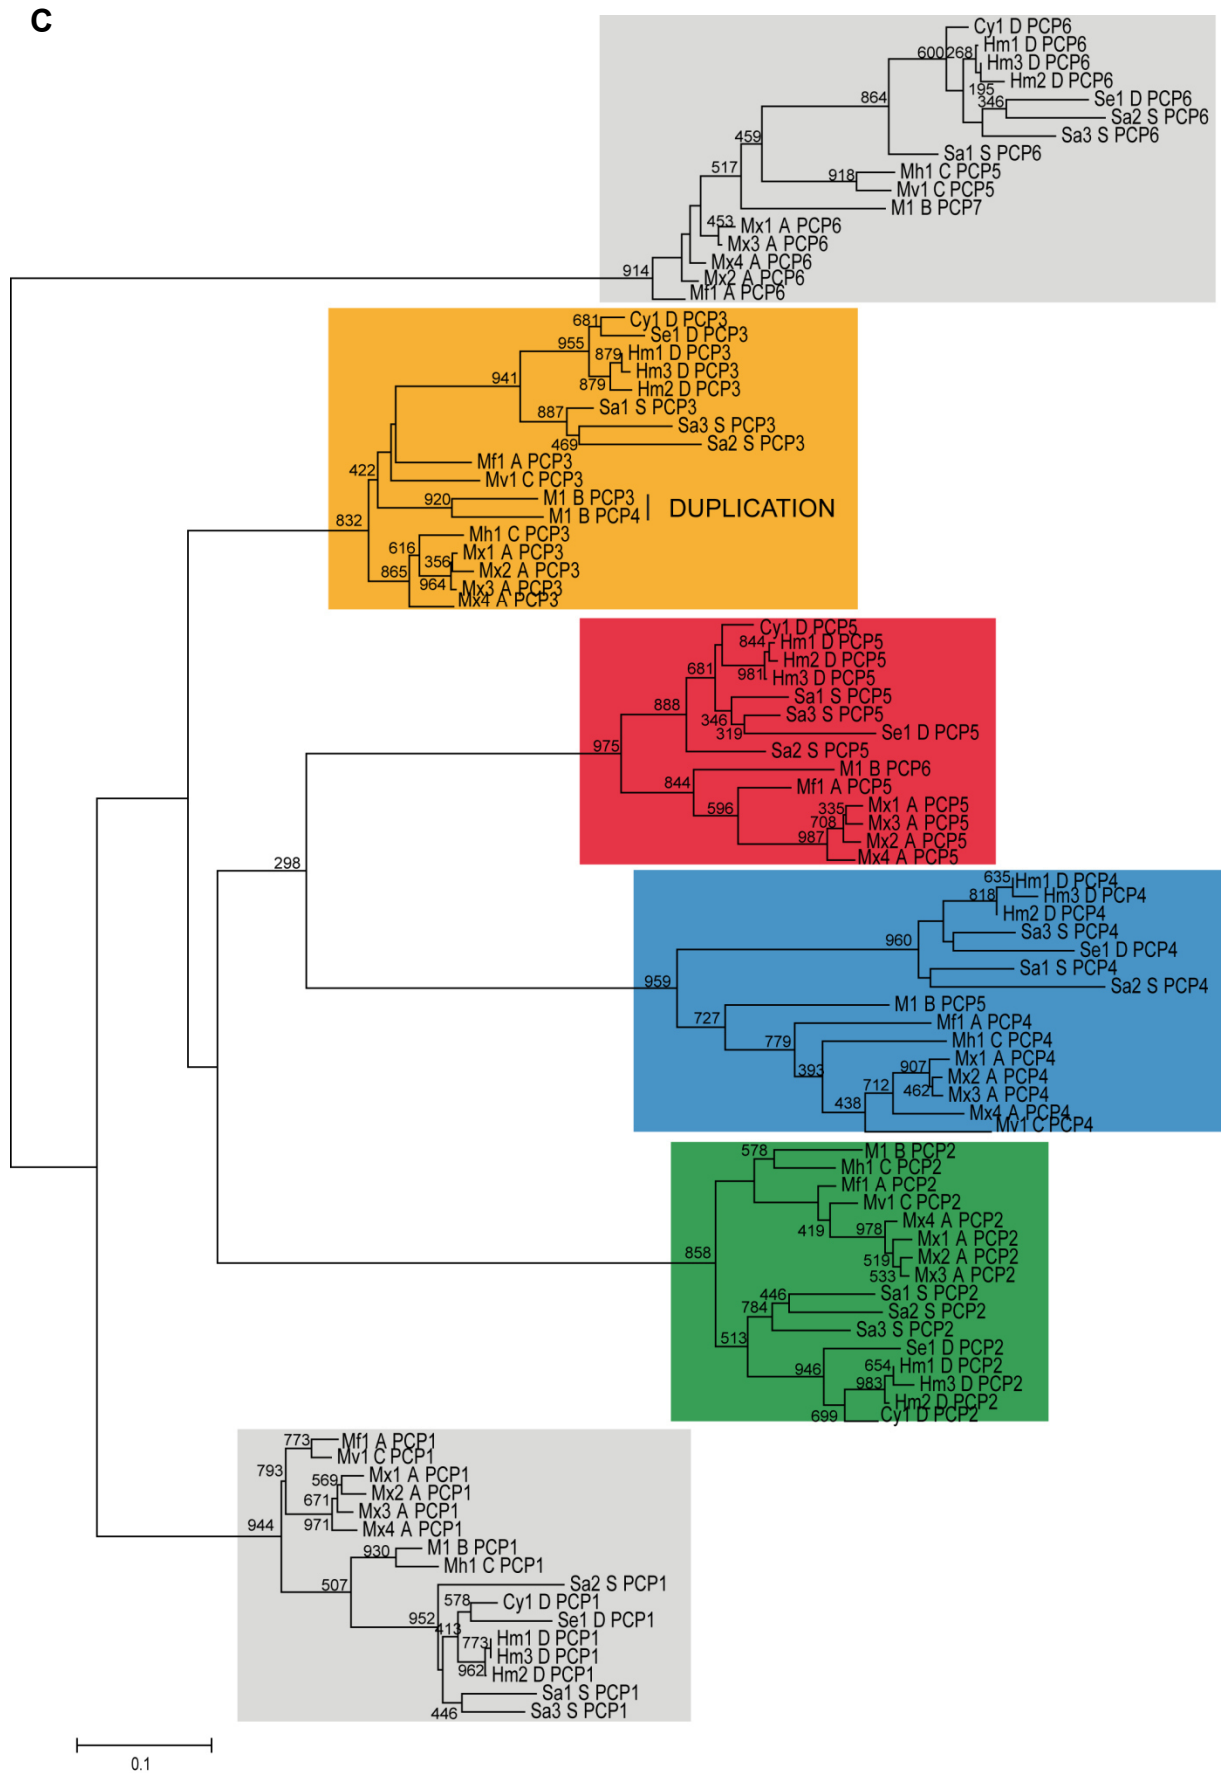 C
Cy1 D PCP6
600 268 Hm1 D PCP6
Hm3 D PCP6
Hm2 D PCP6
195
864 346 Se1 D PCP6
Sa2 S PCP6
Sa3 S PCP6
459
Sa1 S PCP6
517 918 Mh1 C PCP5
Mv1 C PCP5
M1 B PCP7
453 Mx1 A PCP6
Mx3 A PCP6
Mx4 A PCP6
914 Mx2 A PCP6
Mf1 A PCP6
681 Cy1 D PCP3
Se1 D PCP3
955 879 Hm1 D PCP3
Hm3 D PCP3
941 879 Hm2 D PCP3
887 Sa1 S PCP3
Sa3 S PCP3
469 Sa2 S PCP3
422 Mf1 A PCP3
Mv1 C PCP3
920 M1 B PCP3
M1 B PCP4
DUPLICATION
832 Mh1 C PCP3
616 356 Mx1 A PCP3
Mx2 A PCP3
865 964 Mx3 A PCP3
Mx4 A PCP3
Cy1 D PCP5
844 Hm1 D PCP5
Hm2 D PCP5
681 981 Hm3 D PCP5
888 Sa1 S PCP5
346 Sa3 S PCP5
319 Se1 D PCP5
975 Sa2 S PCP5
M1 B PCP6
844 Mf1 A PCP5
596 335 Mx1 A PCP5
708 Mx3 A PCP5
987 Mx2 A PCP5
Mx4 A PCP5
298
635 Hm1 D PCP4
818 Hm3 D PCP4
Hm2 D PCP4
Sa3 S PCP4
960 Se1 D PCP4
Sa1 S PCP4
959 Sa2 S PCP4
M1 B PCP5
727 Mf1 A PCP4
779 Mh1 C PCP4
393 907 Mx1 A PCP4
712 Mx2 A PCP4
462 Mx3 A PCP4
438 Mx4 A PCP4
Mv1 C PCP4
578 M1 B PCP2
Mh1 C PCP2
Mf1 A PCP2
Mv1 C PCP2
419 978 Mx4 A PCP2
Mx1 A PCP2
858 519 Mx2 A PCP2
533 Mx3 A PCP2
446 Sa1 S PCP2
784 Sa2 S PCP2
Sa3 S PCP2
513 Se1 D PCP2
946 654 Hm1 D PCP2
983 Hm3 D PCP2
Hm2 D PCP2
699 Cy1 D PCP2
773 Mf1 A PCP1
Mv1 C PCP1
793 569 Mx1 A PCP1
Mx2 A PCP1
671 Mx3 A PCP1
944 971 Mx4 A PCP1
930 M1 B PCP1
Mh1 C PCP1
507 Sa2 S PCP1
578 Cy1 D PCP1
952 413 Se1 D PCP1
773 Hm1 D PCP1
Hm3 D PCP1
962 Hm2 D PCP1
Sa1 S PCP1
446 Sa3 S PCP1
0.1